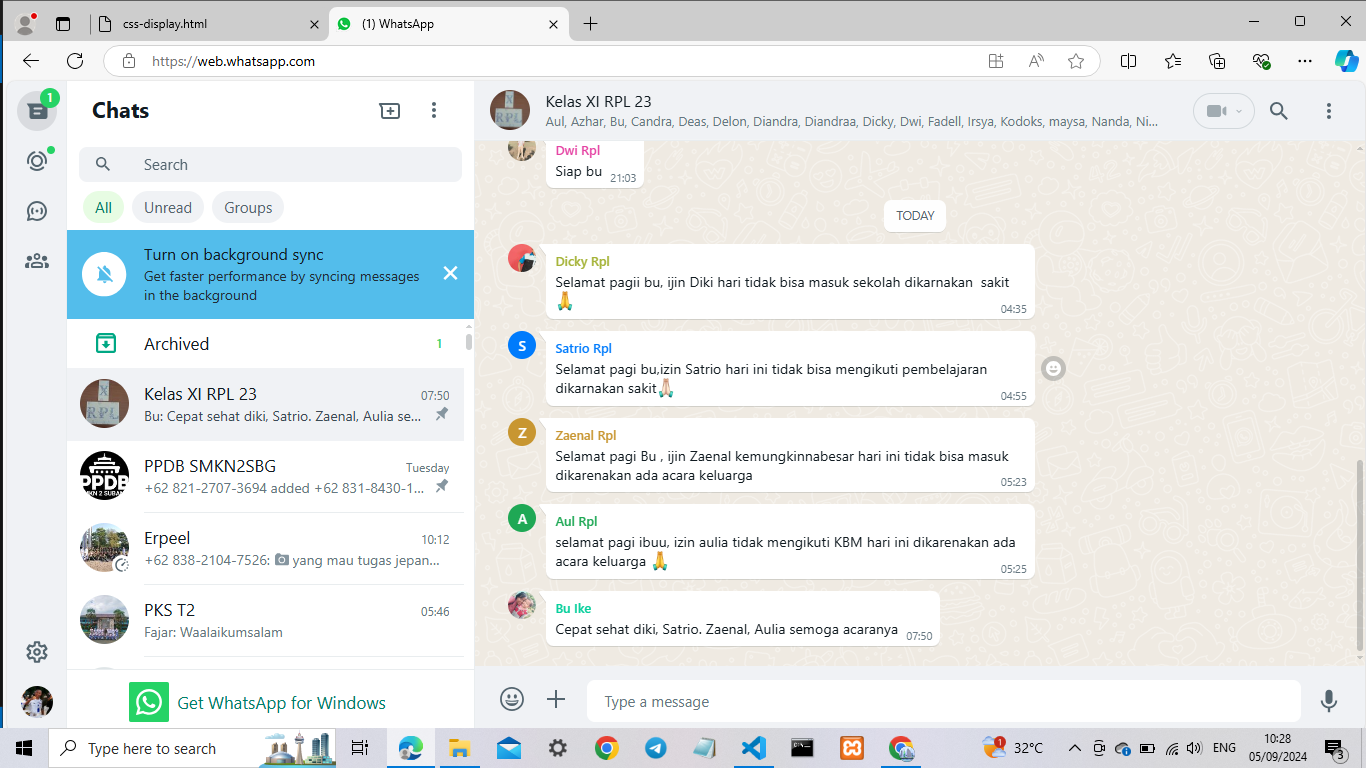 css-display.html
(1) WhatsApp
https://web.whatsapp.com
1
Chats
Search
All Unread Groups
Turn on background sync
Get faster performance by syncing messages
in the background
Archived 1
Kelas XI RPL 23 07:50
Bu: Cepat sehat diki, Satrio. Zaenal, Aulia se...
PPDB SMKN2SBG Tuesday
+62 821-2707-3694 added +62 831-8430-1...
Erpeel 10:12
+62 838-2104-7526: yang mau tugas jepan...
PKS T2 05:46
Fajar: Waalaikumsalam
Get WhatsApp for Windows
Kelas XI RPL 23
Aul, Azhar, Bu, Candra, Deas, Delon, Diandra, Diandraa, Dicky, Dwi, Fadell, Irsya, Kodoks, maysa, Nanda, Ni...
Dwi Rpl
Siap bu 21:03
TODAY
Dicky Rpl
Selamat pagii bu, ijin Diki hari tidak bisa masuk sekolah dikarnakan  sakit
🙏
04:35
S
Satrio Rpl
Selamat pagi bu,izin Satrio hari ini tidak bisa mengikuti pembelajaran
dikarnakan sakit🙏🏻
04:55
Z
Zaenal Rpl
Selamat pagi Bu , ijin Zaenal kemungkinnabesar hari ini tidak bisa masuk
dikarenakan ada acara keluarga
05:23
A
Aul Rpl
selamat pagi ibuu, izin aulia tidak mengikuti KBM hari ini dikarenakan ada
acara keluarga 🙏
05:25
Bu Ike
Cepat sehat diki, Satrio. Zaenal, Aulia semoga acaranya 07:50
Type a message
Type here to search
1
32°C
ENG
10:28
05/09/2024
3